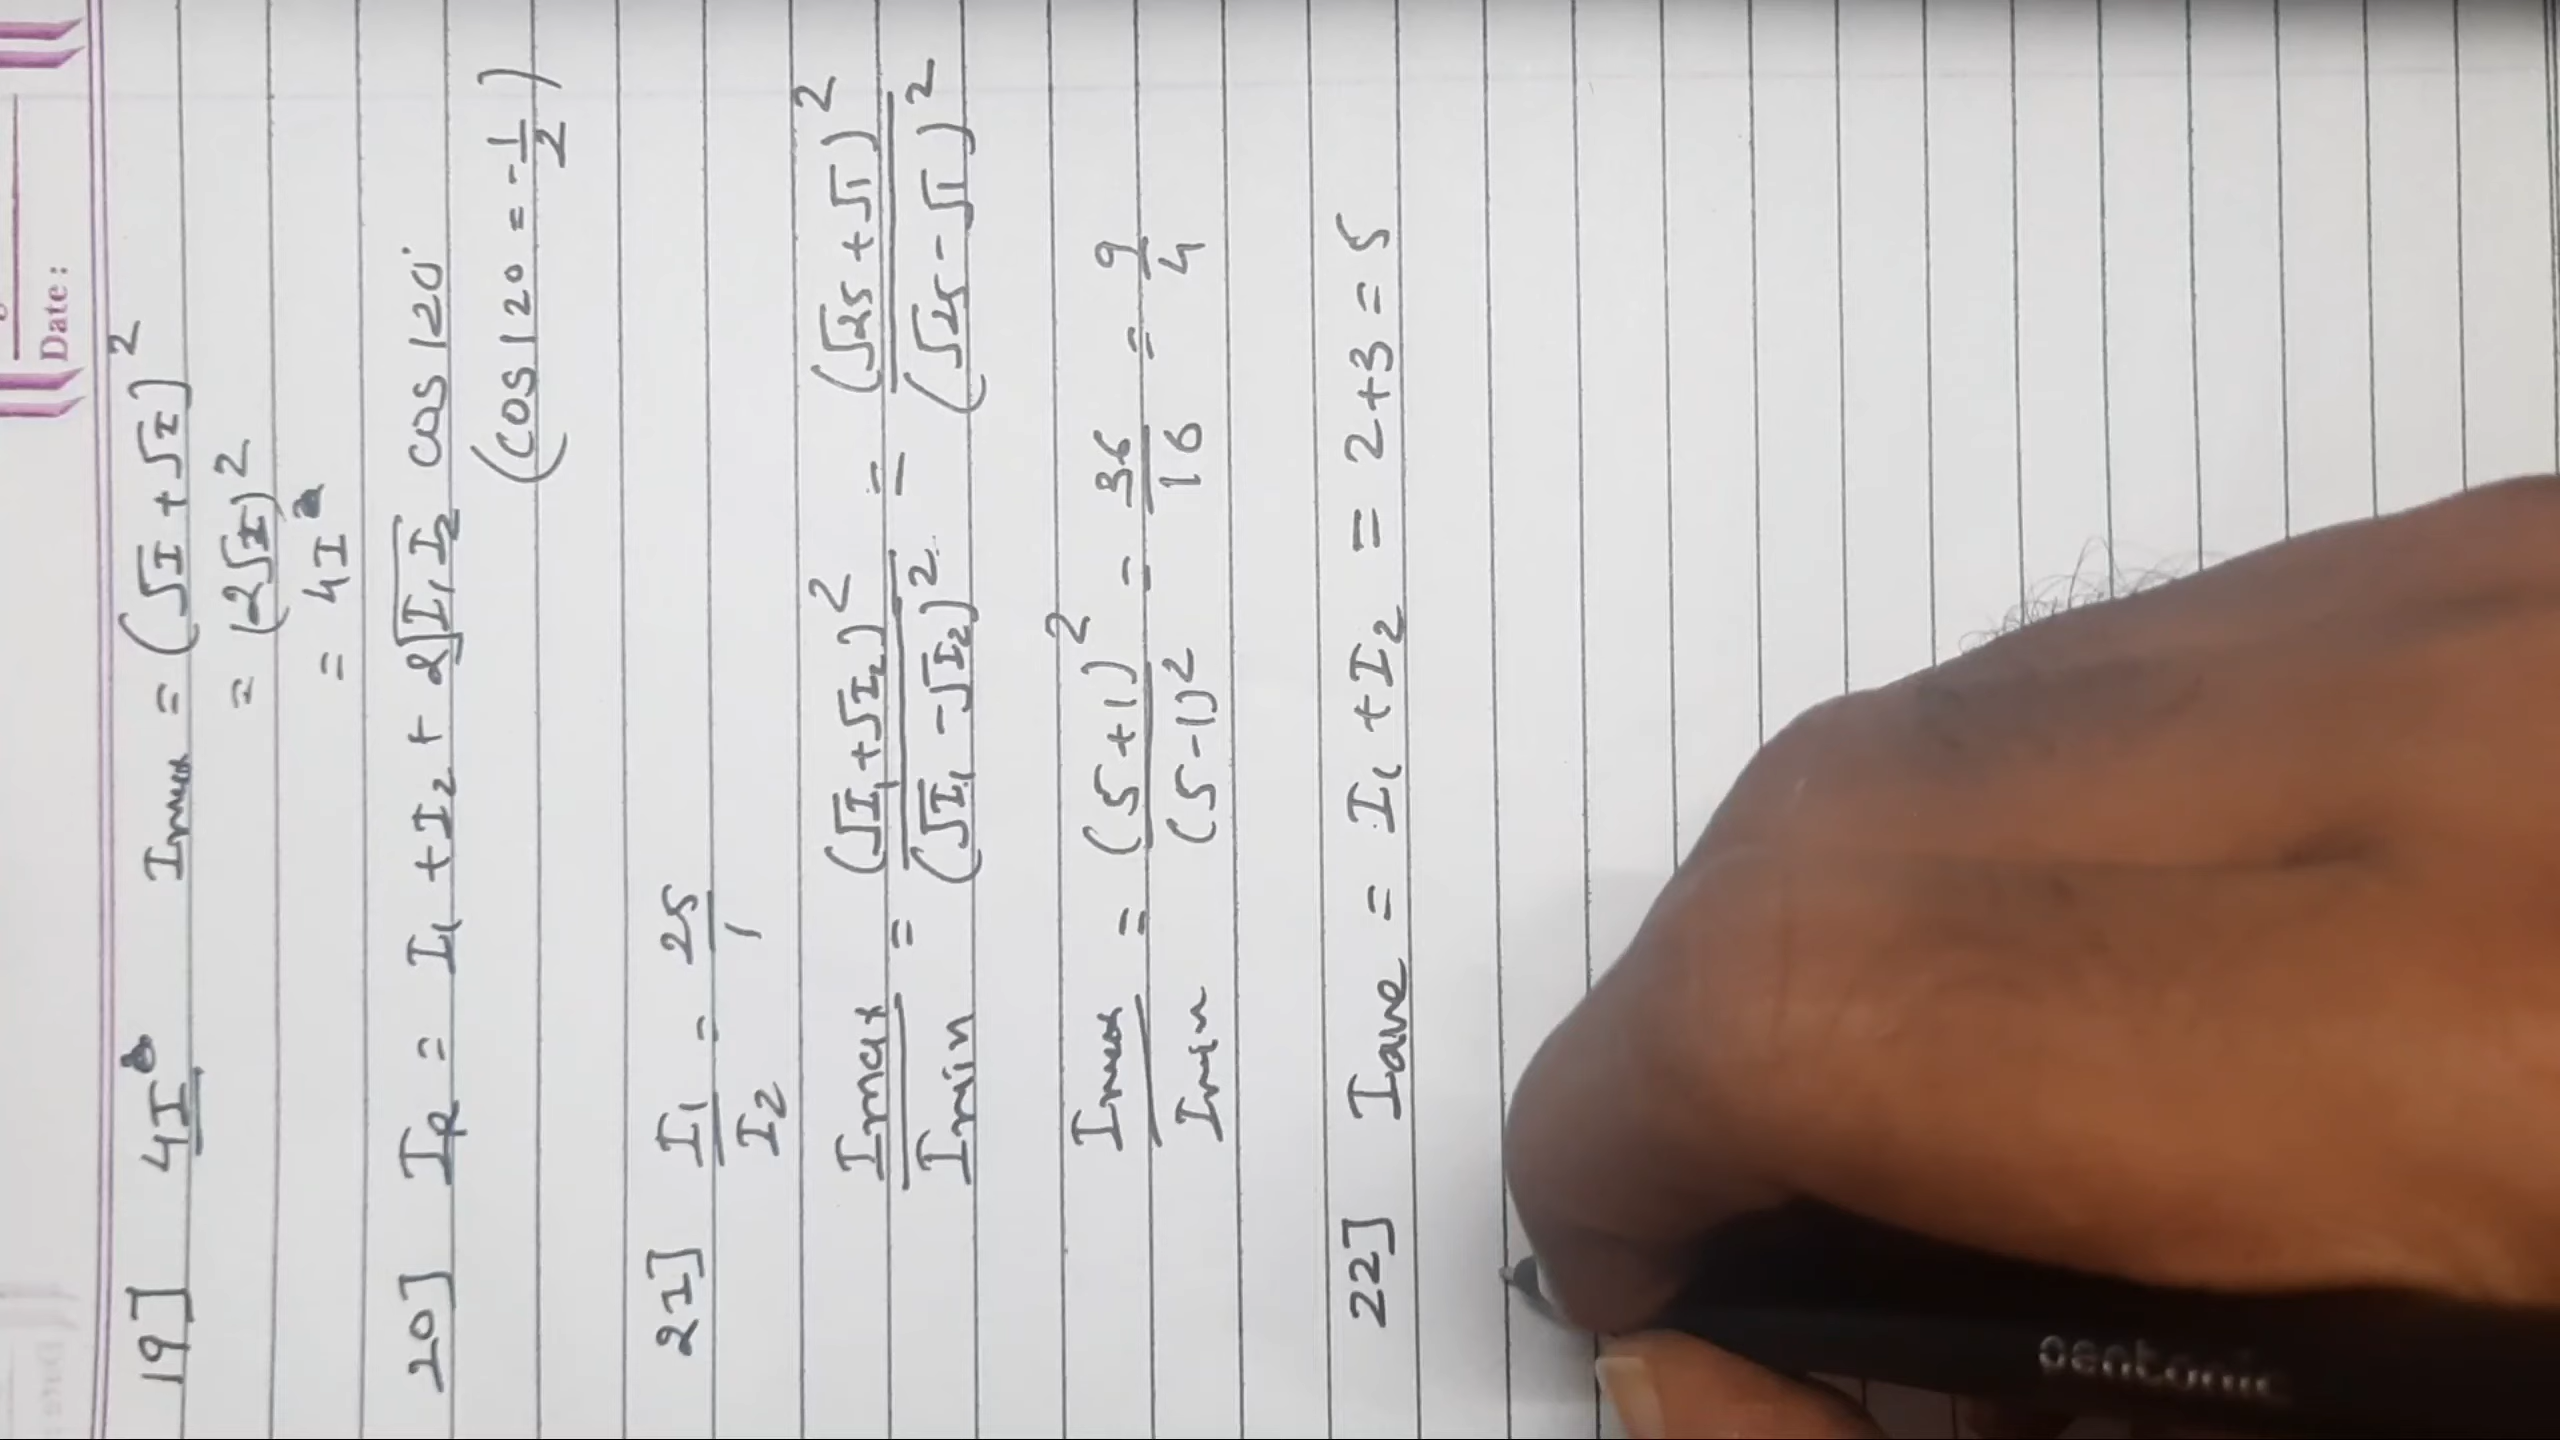 Date:
19] 4I Imax = (√I + √I)²
= (2√I)²
= 4I
20] IR = I₁ + I₂ + 2√I₁I₂ cos 120°
(cos 120 = -1/2)
21] I₁/I₂ = 25/1
Imax/Imin = (√I₁+√I₂)²/(√I₁-√I₂)² = (√25+√1)²/(√25-√1)²
Imax/Imin = (5+1)²/(5-1)² = 36/16 = 9/4
22] Iave = I₁ + I₂ = 2+3 = 5
pentonic